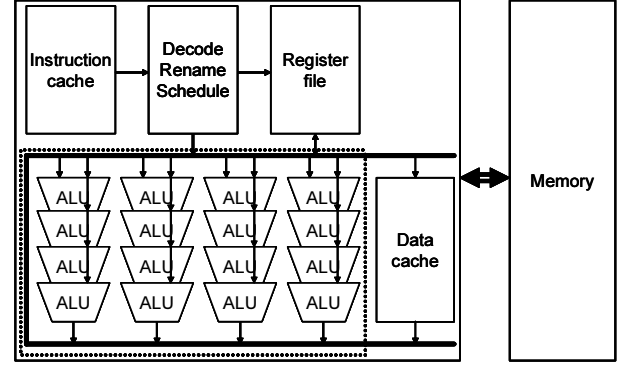 Instruction
cache
Decode
Rename
Schedule
Register
file
Memory
ALU ALU ALU ALU
ALU ALU ALU ALU
ALU ALU ALU ALU
ALU ALU ALU ALU
Data
cache